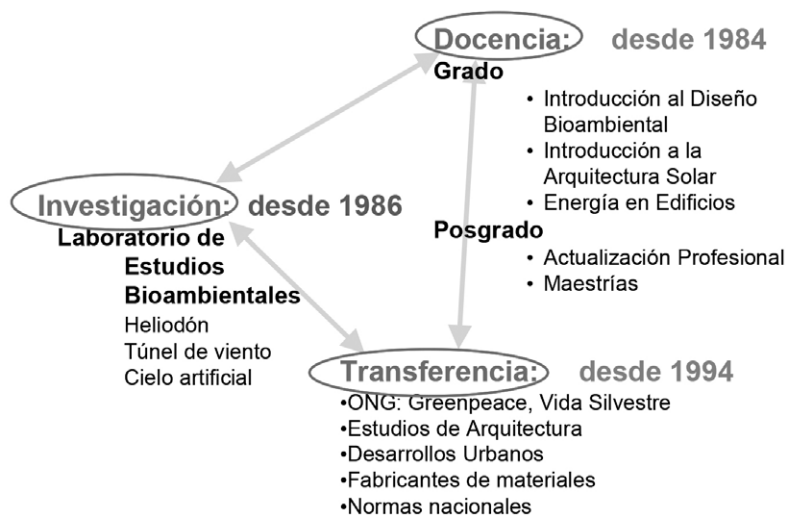 Docencia: desde 1984
Grado
• Introducción al Diseño
Bioambiental
• Introducción a la
Arquitectura Solar
• Energía en Edificios
Posgrado
• Actualización Profesional
• Maestrías
Investigación: desde 1986
Laboratorio de
Estudios
Bioambientales
Heliodón
Túnel de viento
Cielo artificial
Transferencia: desde 1994
•ONG: Greenpeace, Vida Silvestre
•Estudios de Arquitectura
•Desarrollos Urbanos
•Fabricantes de materiales
•Normas nacionales